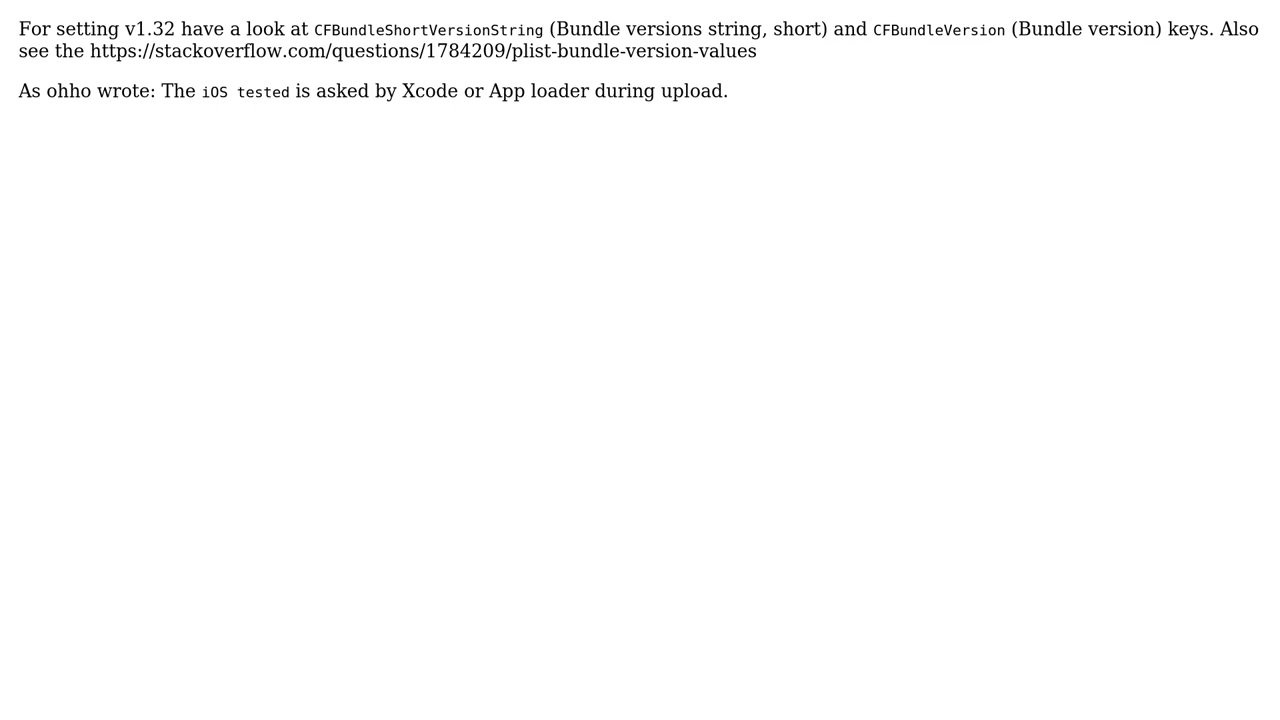 For setting v1.32 have a look at CFBundleShortVersionString (Bundle versions string, short) and CFBundleVersion (Bundle version) keys. Also
see the https://stackoverflow.com/questions/1784209/plist-bundle-version-values
As ohho wrote: The iOS tested is asked by Xcode or App loader during upload.